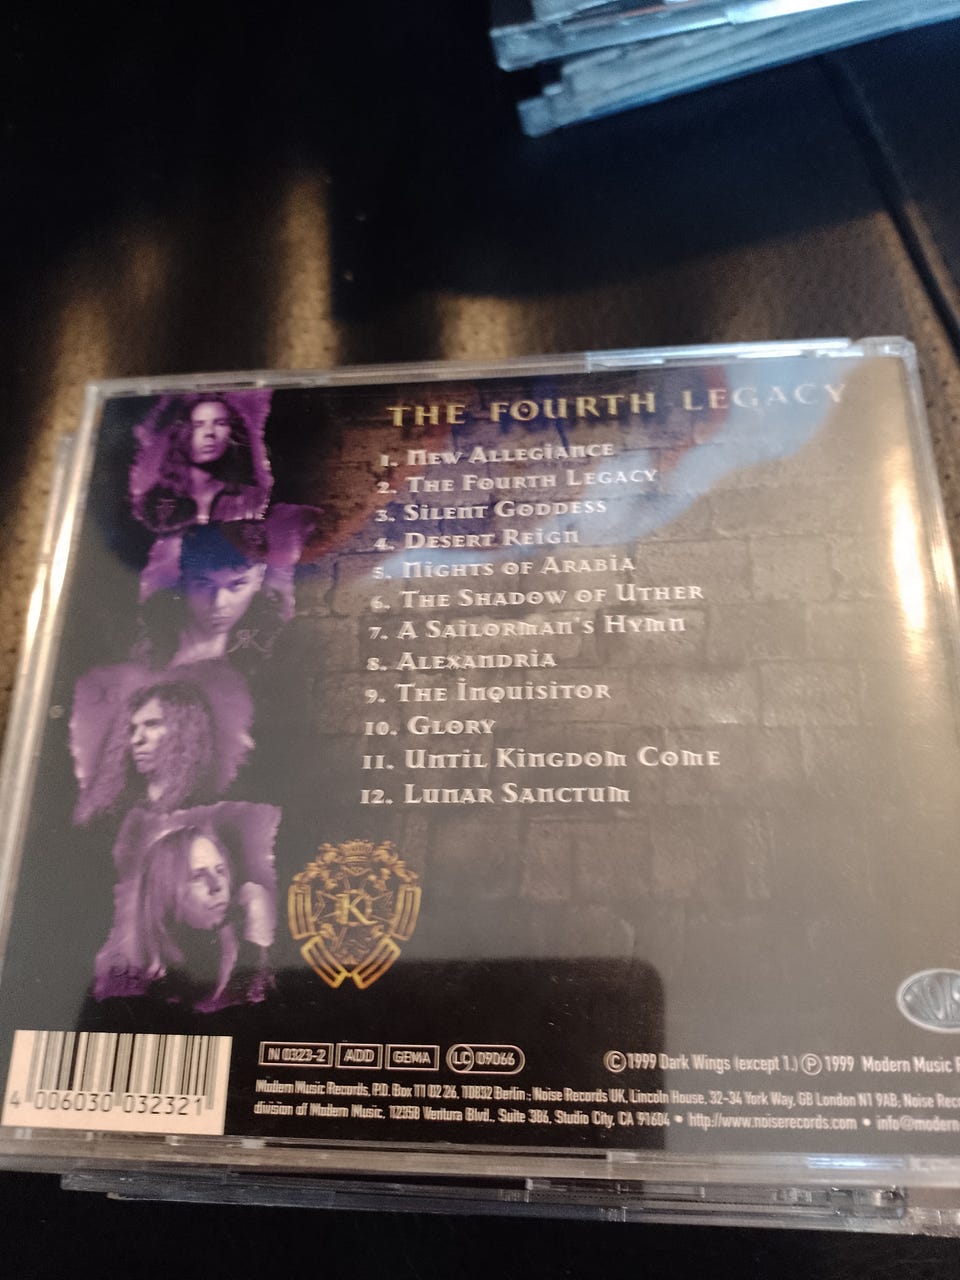 THE FOURTH LEGACY
1. NEW ALLEGIANCE
2. THE FOURTH LEGACY
3. SILENT GODDESS
4. DESERT REIGN
5. NIGHTS OF ARABIA
6. THE SHADOW OF UTHER
7. A SAILORMAN'S HYMN
8. ALEXANDRIA
9. THE INQUISITOR
10. GLORY
11. UNTIL KINGDOM COME
12. LUNAR SANCTUM
K
N 0323-2 ADD GEMA LC 09066
©1999 Dark Wings (except 1.) ℗ 1999 Modern Music
Modern Music Records, P.O. Box 11 02 26, 10832 Berlin · Noise Records UK, Lincoln House, 32-34 York Way, GB London N1 9AB, Noise
division of Modern Music, 12358 Ventura Blvd., Suite 386, Studio City, CA 91604 • http://www.noiserecords.com • info@modern
4 006030 032321